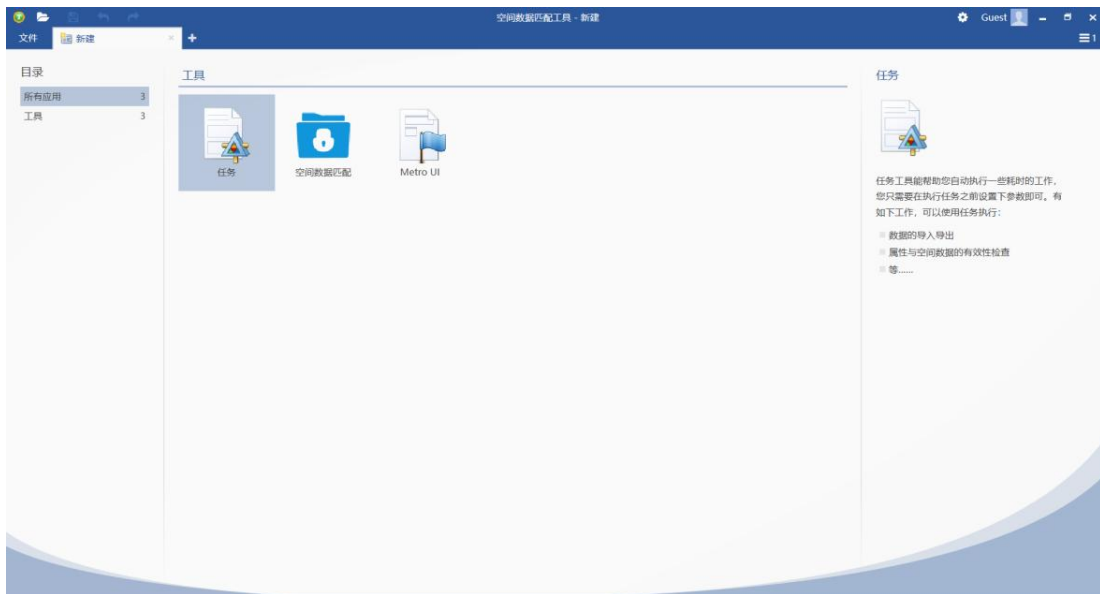 空间数据匹配工具 - 新建
Guest
文件
新建
1
目录
所有应用 3
工具 3
工具
任务
空间数据匹配
Metro UI
任务
任务工具能帮助您自动执行一些耗时的工作,
您只需要在执行任务之前设置下参数即可。有
如下工作，可以使用任务执行：
数据的导入导出
属性与空间数据的有效性检查
等......